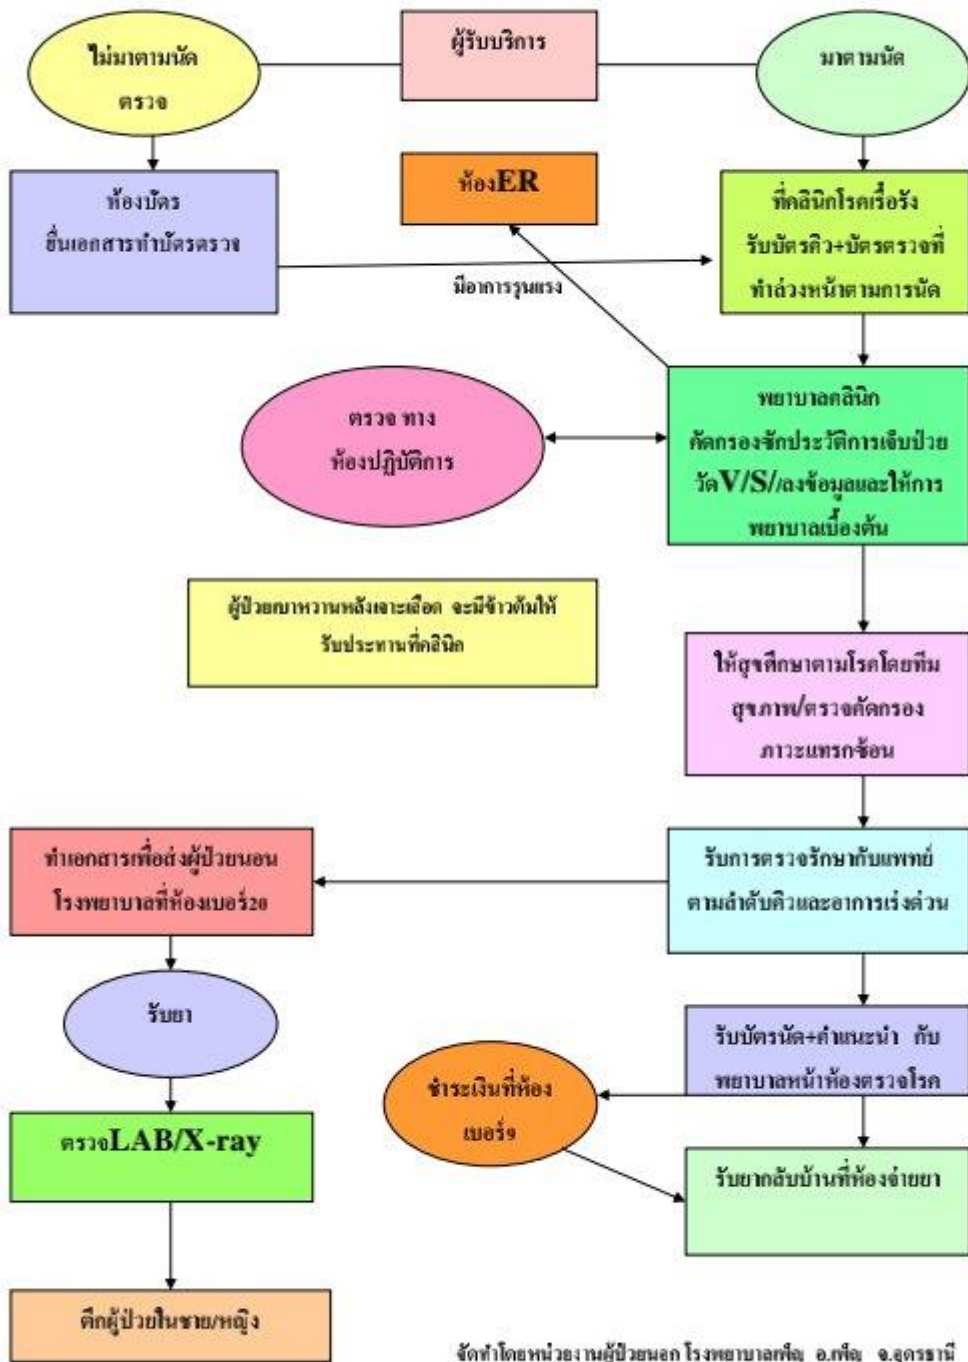 ผู้รับบริการ
ไม่มาตามนัด
ตรวจ
มาตามนัด
ห้องบัตร
ยื่นเอกสารทำบัตรตรวจ
ห้องER
ที่คลินิกโรคเรื้อรัง
รับบัตรคิว+บัตรตรวจที่
ทำล่วงหน้าตามการนัด
มีอาการรุนแรง
ตรวจ ทาง
ห้องปฏิบัติการ
พยาบาลคลินิก
คัดกรองซักประวัติการเจ็บป่วย
วัดV/S/ลงข้อมูลและให้การ
พยาบาลเบื้องต้น
ผู้ป่วยเบาหวานหลังเจาะเลือด จะมีข้าวต้มให้
รับประทานที่คลินิก
ให้สุขศึกษาตามโรคโดยทีม
สุขภาพ/ตรวจคัดกรอง
ภาวะแทรกซ้อน
ทำเอกสารเพื่อส่งผู้ป่วยนอน
โรงพยาบาลที่ห้องเบอร์20
รับการตรวจรักษากับแพทย์
ตามลำดับคิวและอาการเร่งด่วน
รับยา
รับบัตรนัด+คำแนะนำ กับ
พยาบาลหน้าห้องตรวจโรค
ชำระเงินที่ห้อง
เบอร์9
ตรวจLAB/X-ray
รับยากลับบ้านที่ห้องจ่ายยา
ตึกผู้ป่วยในชาย/หญิง
จัดทำโดยหน่วยงานผู้ป่วยนอก โรงพยาบาลเพ็ญ อ.เพ็ญ จ.อุดรธานี